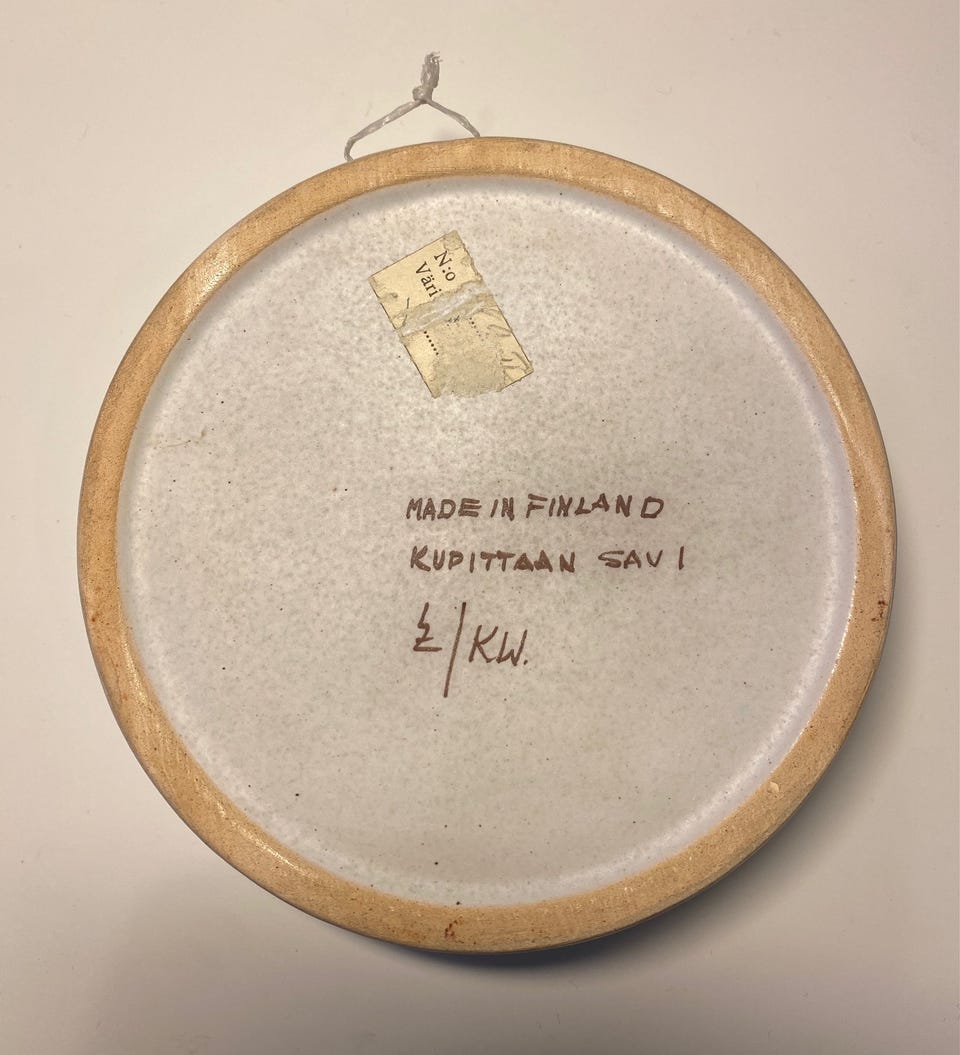 N:o
Väri
MADE IN FINLAND
KUPITTAAN SAVI
/KW.